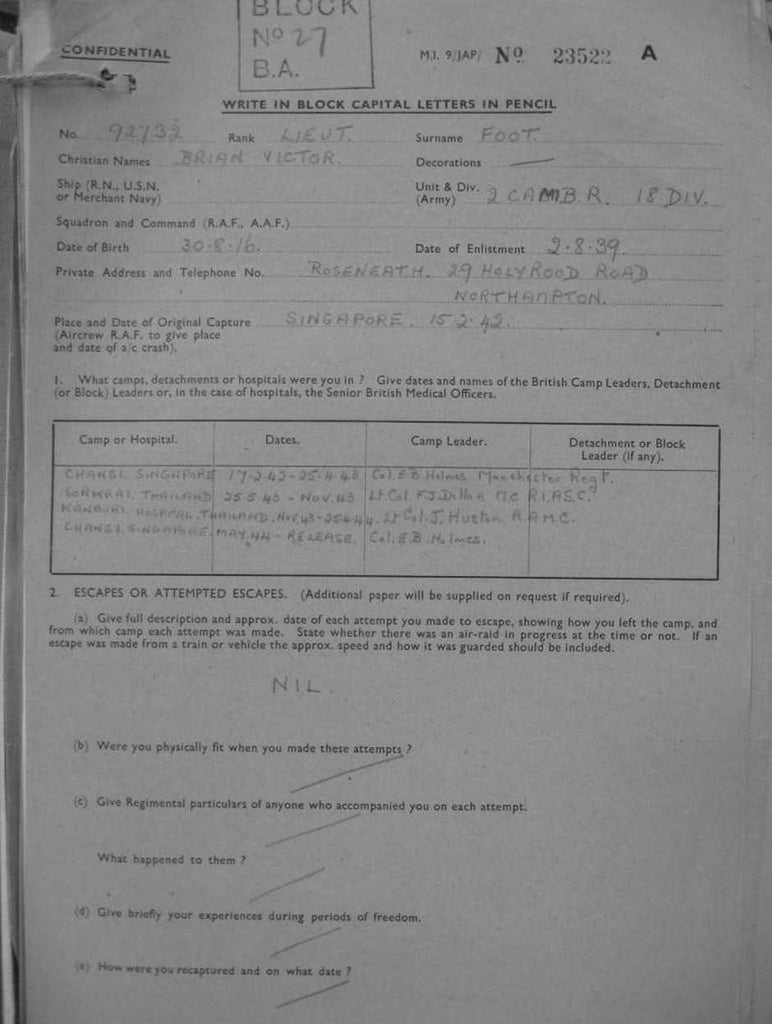 BLOCK
Nº 27
B.A.
CONFIDENTIAL
M.I. 9/JAP/ Nº 23522 A
WRITE IN BLOCK CAPITAL LETTERS IN PENCIL
No. 92732 Rank LIEUT. Surname FOOT.
Christian Names BRIAN VICTOR. Decorations —
Ship (R.N., U.S.N. or Merchant Navy)
Unit & Div. (Army) 2 CAMB.R. 18 DIV.
Squadron and Command (R.A.F., A.A.F.)
Date of Birth 30.8.16. Date of Enlistment 2.8.39.
Private Address and Telephone No. ROSENEATH. 29 HOLYROOD ROAD
NORTHAMPTON.
Place and Date of Original Capture SINGAPORE. 15.2.42.
(Aircrew R.A.F. to give place
and date of a/c crash).
1. What camps, detachments or hospitals were you in ? Give dates and names of the British Camp Leaders, Detachment
(or Block) Leaders or, in the case of hospitals, the Senior British Medical Officers.
Camp or Hospital. Dates. Camp Leader. Detachment or Block
Leader (if any).
CHANGI. SINGAPORE 17.2.42-25.4.43 Col. E B Holmes Manchester Regt.
SONKRAI, THAILAND 25.5.43 - NOV.43 Lt Col. F.J. Dillon M.C R.I.A.S.C.
KANBURI HOSPITAL. THAILAND. NOV.43-25.4.44. Lt Col. J. Huston R.A.M.C.
CHANGI, SINGAPORE. MAY.44 - RELEASE. Col. E.B. Holmes.
2. ESCAPES OR ATTEMPTED ESCAPES. (Additional paper will be supplied on request if required).
(a) Give full description and approx. date of each attempt you made to escape, showing how you left the camp, and
from which camp each attempt was made. State whether there was an air-raid in progress at the time or not. If an
escape was made from a train or vehicle the approx. speed and how it was guarded should be included.
NIL.
(b) Were you physically fit when you made these attempts ?
(c) Give Regimental particulars of anyone who accompanied you on each attempt.
What happened to them ?
(d) Give briefly your experiences during periods of freedom.
(e) How were you recaptured and on what date ?